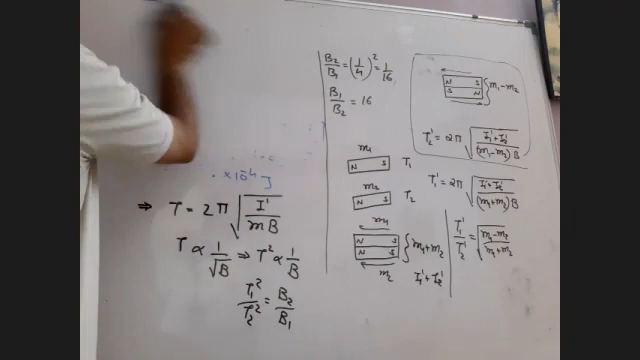 . × 10⁻⁴ J
⇒ T = 2π √(I' / mB)
T ∝ 1/√B ⇒ T² ∝ 1/B
T₁²/T₂² = B₂/B₁
B₂/B₁ = (1/4)² = 1/16
B₁/B₂ = 16
m₁
N S T₁
m₂
N S T₂
m₁
N S
N S
} m₁+m₂
m₂ I₁'+I₂'
N S
S N
} m₁-m₂
T₂' = 2π √(I₁'+I₂' / (m₁-m₂)B)
T₁' = 2π √(I₁'+I₂' / (m₁+m₂)B)
T₁'/T₂' = √(m₁-m₂ / m₁+m₂)